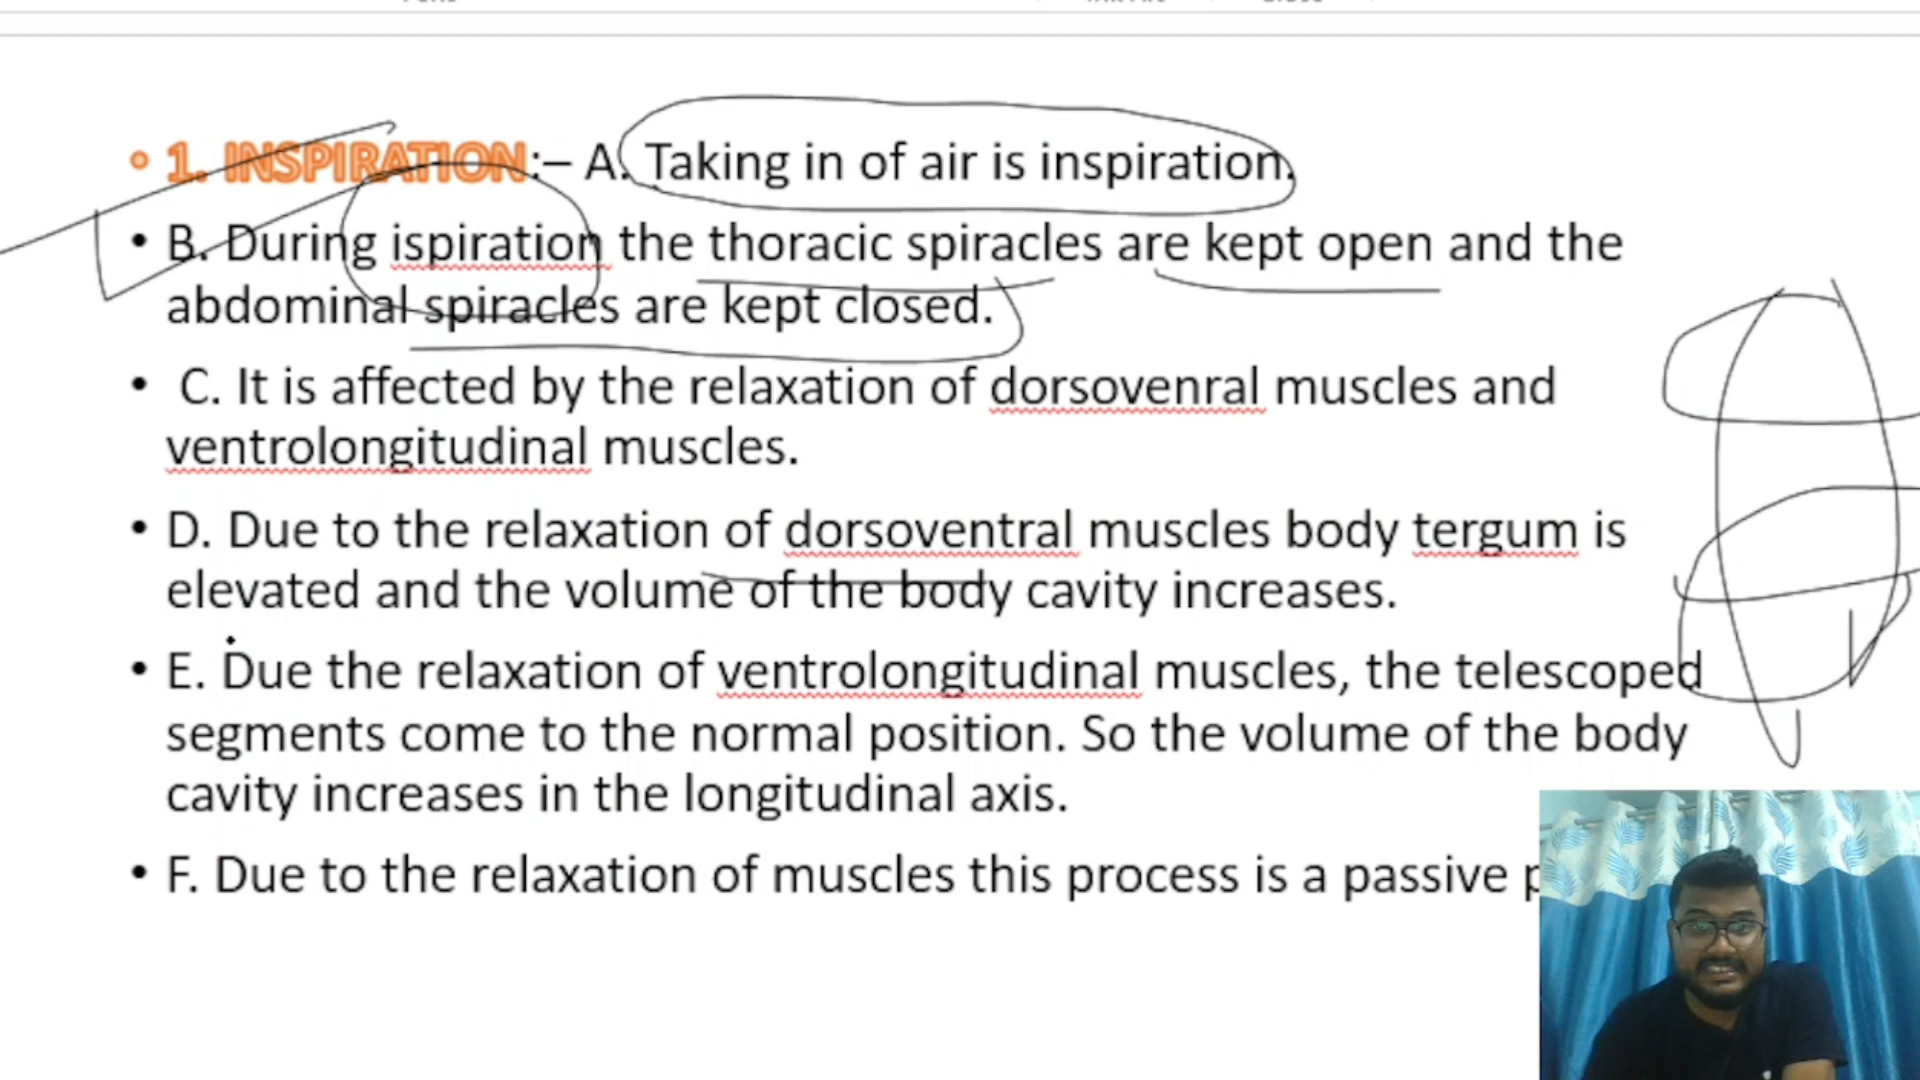 • 1. INSPIRATION:– A. Taking in of air is inspiration.
• B. During ispiration the thoracic spiracles are kept open and the
abdominal spiracles are kept closed.
• C. It is affected by the relaxation of dorsovenral muscles and
ventrolongitudinal muscles.
• D. Due to the relaxation of dorsoventral muscles body tergum is
elevated and the volume of the body cavity increases.
• E. Due the relaxation of ventrolongitudinal muscles, the telescoped
segments come to the normal position. So the volume of the body
cavity increases in the longitudinal axis.
• F. Due to the relaxation of muscles this process is a passive p